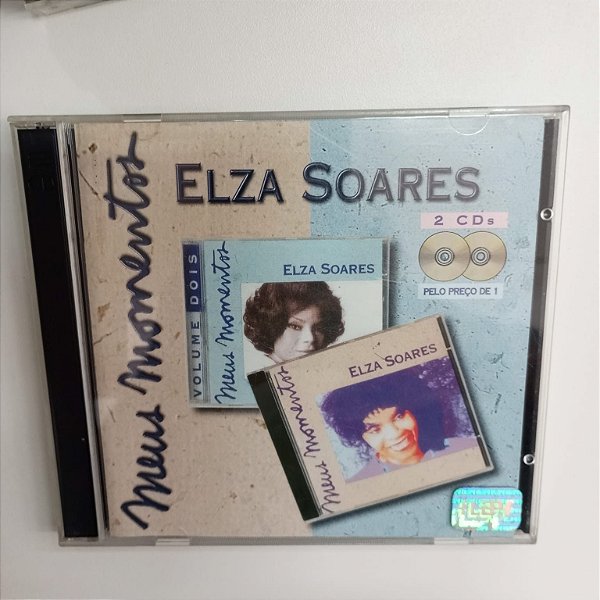 Meus Momentos
ELZA SOARES
2 CDs
PELO PREÇO DE 1
VOLUME DOIS
Meus Momentos
ELZA SOARES
Meus Momentos
ELZA SOARES